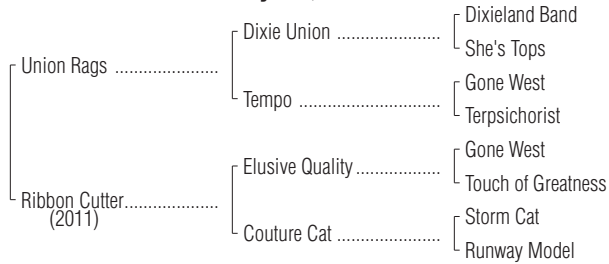 Dixieland Band
Dixie Union ....................
She's Tops
Union Rags ....................
Gone West
Tempo ...........................
Terpsichorist
Gone West
Elusive Quality .................
Touch of Greatness
Ribbon Cutter..................
(2011)
Storm Cat
Couture Cat ....................
Runway Model